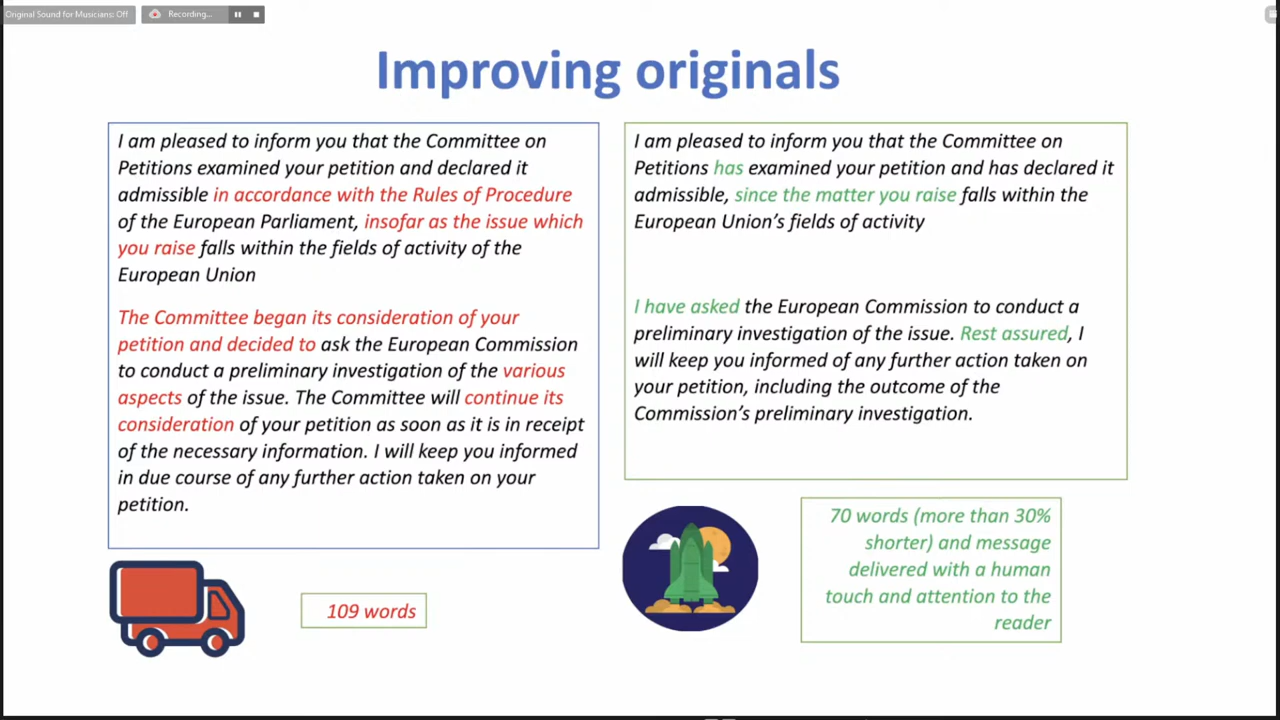 Original Sound for Musicians: Off
Recording...
Improving originals
I am pleased to inform you that the Committee on
Petitions examined your petition and declared it
admissible in accordance with the Rules of Procedure
of the European Parliament, insofar as the issue which
you raise falls within the fields of activity of the
European Union
The Committee began its consideration of your
petition and decided to ask the European Commission
to conduct a preliminary investigation of the various
aspects of the issue. The Committee will continue its
consideration of your petition as soon as it is in receipt
of the necessary information. I will keep you informed
in due course of any further action taken on your
petition.
109 words
I am pleased to inform you that the Committee on
Petitions has examined your petition and has declared it
admissible, since the matter you raise falls within the
European Union’s fields of activity
I have asked the European Commission to conduct a
preliminary investigation of the issue. Rest assured, I
will keep you informed of any further action taken on
your petition, including the outcome of the
Commission’s preliminary investigation.
70 words (more than 30%
shorter) and message
delivered with a human
touch and attention to the
reader